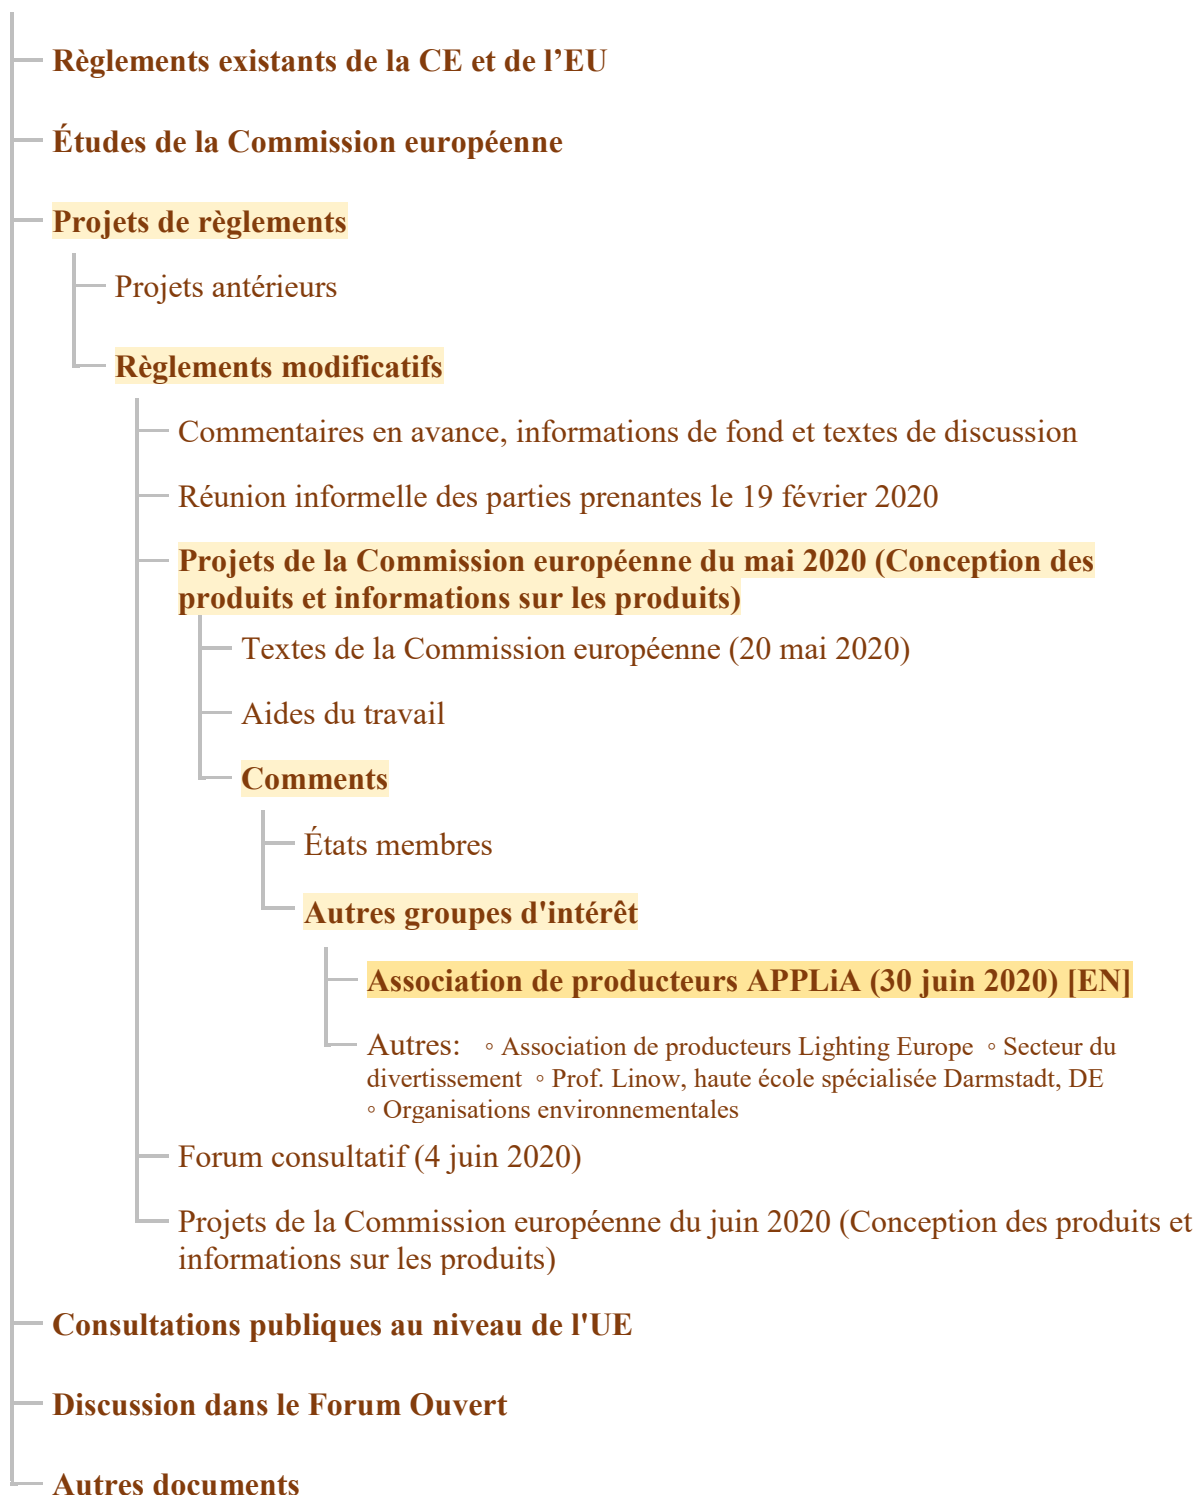 Règlements existants de la CE et de l’EU
Études de la Commission européenne
Projets de règlements
Projets antérieurs
Règlements modificatifs
Commentaires en avance, informations de fond et textes de discussion
Réunion informelle des parties prenantes le 19 février 2020
Projets de la Commission européenne du mai 2020 (Conception des
produits et informations sur les produits)
Textes de la Commission européenne (20 mai 2020)
Aides du travail
Comments
États membres
Autres groupes d'intérêt
Association de producteurs APPLiA (30 juin 2020) [EN]
Autres: ◦ Association de producteurs Lighting Europe ◦ Secteur du
divertissement ◦ Prof. Linow, haute école spécialisée Darmstadt, DE
◦ Organisations environnementales
Forum consultatif (4 juin 2020)
Projets de la Commission européenne du juin 2020 (Conception des produits et
informations sur les produits)
Consultations publiques au niveau de l'UE
Discussion dans le Forum Ouvert
Autres documents